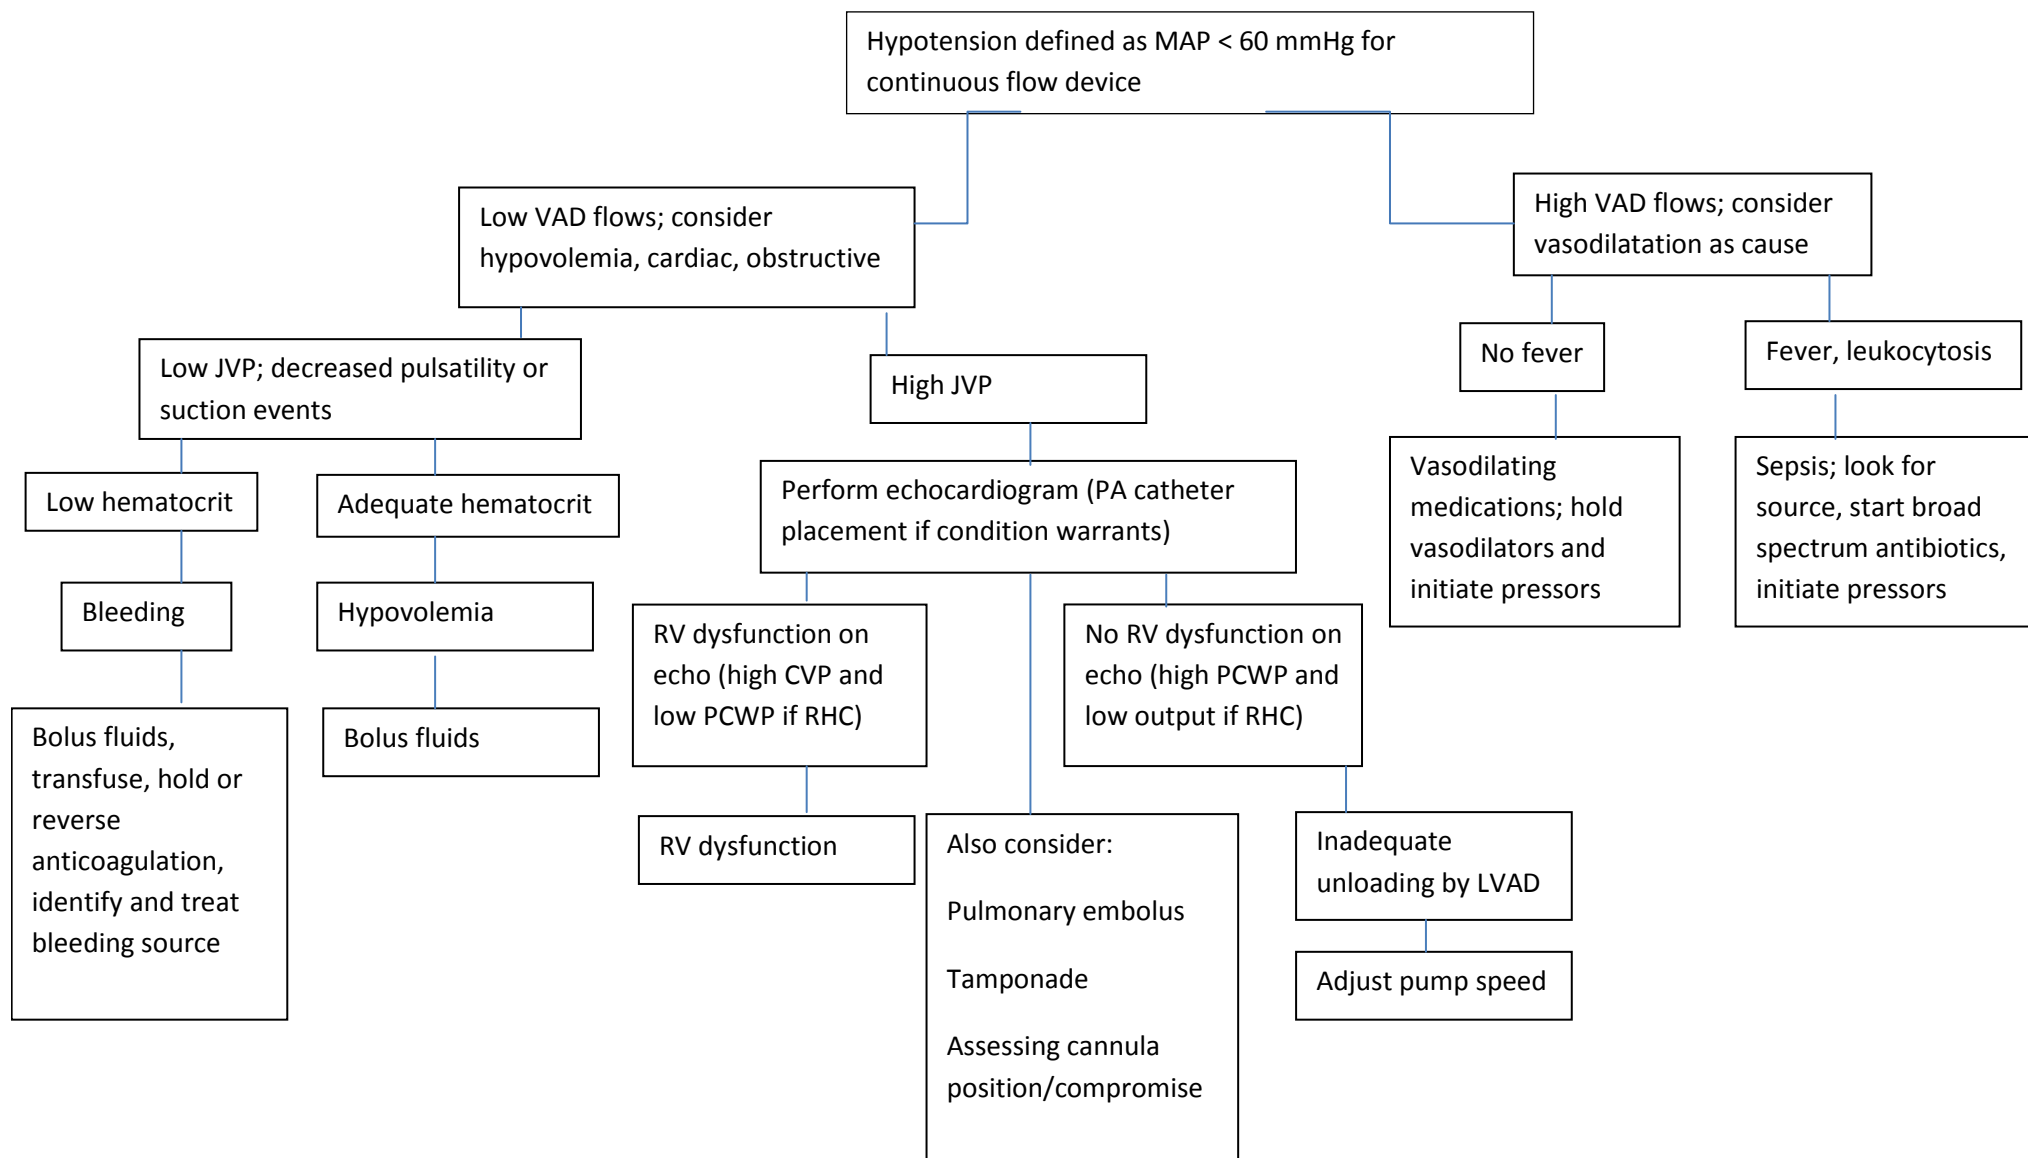 Hypotension defined as MAP < 60 mmHg for
continuous flow device
Low VAD flows; consider
hypovolemia, cardiac, obstructive
High VAD flows; consider
vasodilatation as cause
Low JVP; decreased pulsatility or
suction events
High JVP
No fever
Fever, leukocytosis
Low hematocrit
Adequate hematocrit
Perform echocardiogram (PA catheter
placement if condition warrants)
Vasodilating
medications; hold
vasodilators and
initiate pressors
Sepsis; look for
source, start broad
spectrum antibiotics,
initiate pressors
Bleeding
Hypovolemia
RV dysfunction on
echo (high CVP and
low PCWP if RHC)
No RV dysfunction on
echo (high PCWP and
low output if RHC)
Bolus fluids,
transfuse, hold or
reverse
anticoagulation,
identify and treat
bleeding source
Bolus fluids
RV dysfunction
Also consider:
Pulmonary embolus
Tamponade
Assessing cannula
position/compromise
Inadequate
unloading by LVAD
Adjust pump speed